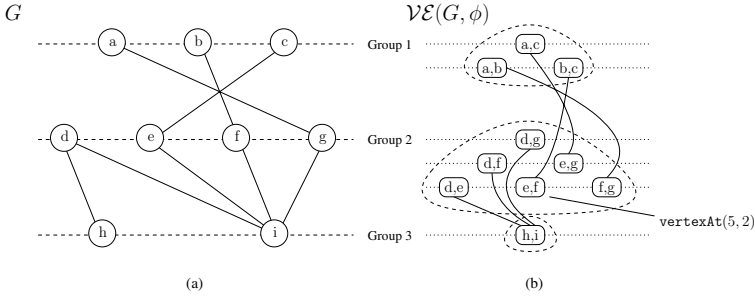 G
𝒱ℰ(G, ϕ)
a
b
c
Group 1
a,c
a,b
b,c
d
e
f
g
Group 2
d,g
d,f
e,g
d,e
e,f
f,g
vertexAt(5, 2)
h
i
Group 3
h,i
(a)
(b)